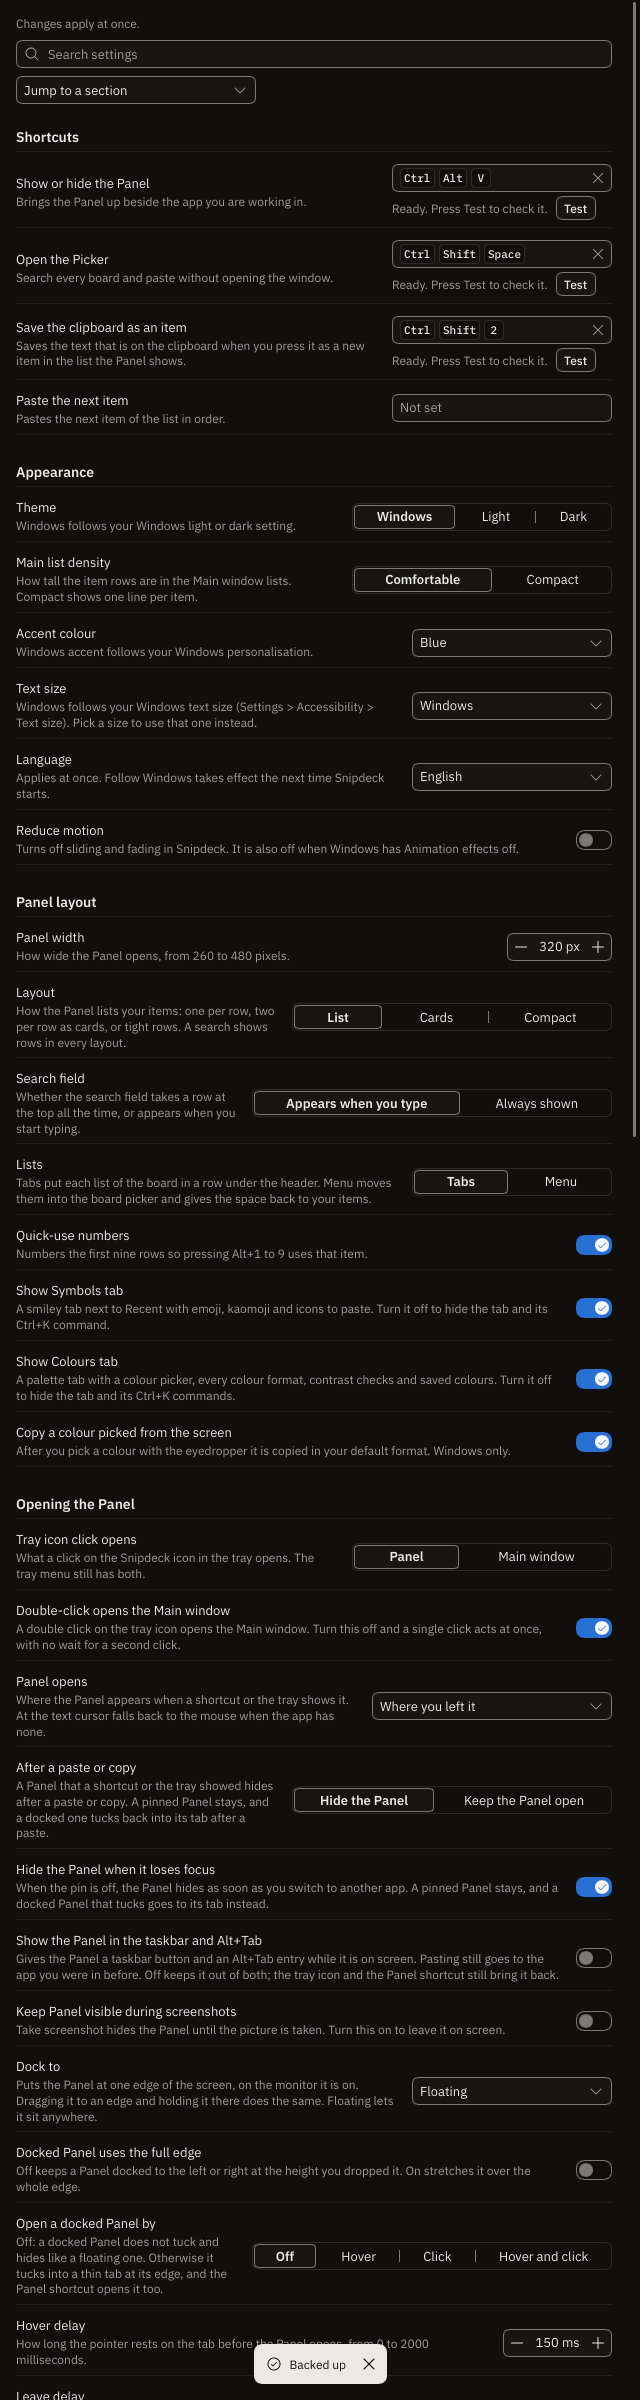 Changes apply at once.
Search settings
Jump to a section
Shortcuts
Show or hide the Panel
Brings the Panel up beside the app you are working in.
Ctrl Alt V
Ready. Press Test to check it. Test
Open the Picker
Search every board and paste without opening the window.
Ctrl Shift Space
Ready. Press Test to check it. Test
Save the clipboard as an item
Saves the text that is on the clipboard when you press it as a new
item in the list the Panel shows.
Ctrl Shift 2
Ready. Press Test to check it. Test
Paste the next item
Pastes the next item of the list in order.
Not set
Appearance
Theme
Windows follows your Windows light or dark setting.
Windows Light Dark
Main list density
How tall the item rows are in the Main window lists.
Compact shows one line per item.
Comfortable Compact
Accent colour
Windows accent follows your Windows personalisation.
Blue
Text size
Windows follows your Windows text size (Settings > Accessibility >
Text size). Pick a size to use that one instead.
Windows
Language
Applies at once. Follow Windows takes effect the next time Snipdeck
starts.
English
Reduce motion
Turns off sliding and fading in Snipdeck. It is also off when Windows has Animation effects off.
Panel layout
Panel width
How wide the Panel opens, from 260 to 480 pixels.
320 px
Layout
How the Panel lists your items: one per row, two
per row as cards, or tight rows. A search shows
rows in every layout.
List Cards Compact
Search field
Whether the search field takes a row at
the top all the time, or appears when you
start typing.
Appears when you type Always shown
Lists
Tabs put each list of the board in a row under the header. Menu moves
them into the board picker and gives the space back to your items.
Tabs Menu
Quick-use numbers
Numbers the first nine rows so pressing Alt+1 to 9 uses that item.
Show Symbols tab
A smiley tab next to Recent with emoji, kaomoji and icons to paste. Turn it off to hide the tab and its
Ctrl+K command.
Show Colours tab
A palette tab with a colour picker, every colour format, contrast checks and saved colours. Turn it off
to hide the tab and its Ctrl+K commands.
Copy a colour picked from the screen
After you pick a colour with the eyedropper it is copied in your default format. Windows only.
Opening the Panel
Tray icon click opens
What a click on the Snipdeck icon in the tray opens. The
tray menu still has both.
Panel Main window
Double-click opens the Main window
A double click on the tray icon opens the Main window. Turn this off and a single click acts at once,
with no wait for a second click.
Panel opens
Where the Panel appears when a shortcut or the tray shows it.
At the text cursor falls back to the mouse when the app has
none.
Where you left it
After a paste or copy
A Panel that a shortcut or the tray showed hides
after a paste or copy. A pinned Panel stays, and
a docked one tucks back into its tab after a
paste.
Hide the Panel Keep the Panel open
Hide the Panel when it loses focus
When the pin is off, the Panel hides as soon as you switch to another app. A pinned Panel stays, and a
docked Panel that tucks goes to its tab instead.
Show the Panel in the taskbar and Alt+Tab
Gives the Panel a taskbar button and an Alt+Tab entry while it is on screen. Pasting still goes to the
app you were in before. Off keeps it out of both; the tray icon and the Panel shortcut still bring it back.
Keep Panel visible during screenshots
Take screenshot hides the Panel until the picture is taken. Turn this on to leave it on screen.
Dock to
Puts the Panel at one edge of the screen, on the monitor it is on.
Dragging it to an edge and holding it there does the same. Floating lets
it sit anywhere.
Floating
Docked Panel uses the full edge
Off keeps a Panel docked to the left or right at the height you dropped it. On stretches it over the
whole edge.
Open a docked Panel by
Off: a docked Panel does not tuck and
hides like a floating one. Otherwise it
tucks into a thin tab at its edge, and the
Panel shortcut opens it too.
Off Hover Click Hover and click
Hover delay
How long the pointer rests on the tab before the Panel opens, from 0 to 2000
milliseconds.
150 ms
Backed up
Leave delay